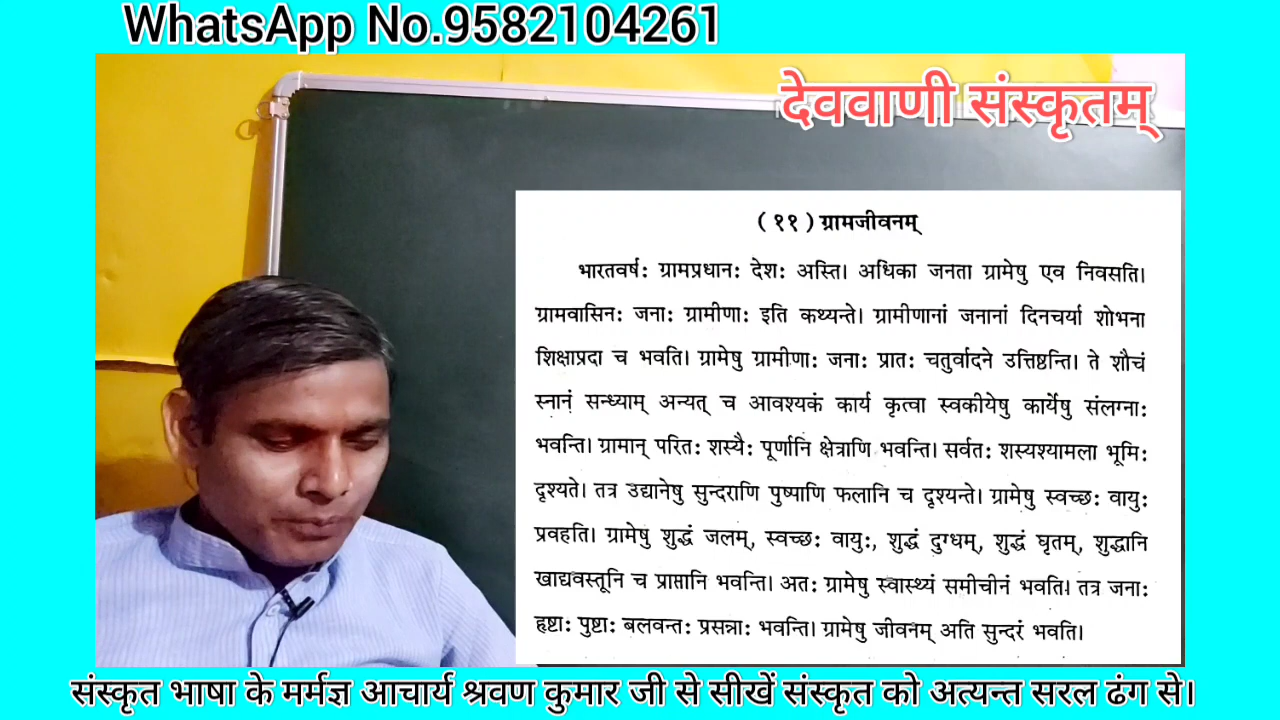 WhatsApp No.9582104261
देववाणी संस्कृतम्
( ११ ) ग्रामजीवनम्
भारतवर्षः ग्रामप्रधानः देशः अस्ति। अधिका जनता ग्रामेषु एव निवसति।
ग्रामवासिनः जनाः ग्रामीणाः इति कथ्यन्ते। ग्रामीणानां जनानां दिनचर्या शोभना
शिक्षाप्रदा च भवति। ग्रामेषु ग्रामीणाः जनाः प्रातः चतुर्वादने उत्तिष्ठन्ति। ते शौचं
स्नानं सन्ध्याम् अन्यत् च आवश्यकं कार्य कृत्वा स्वकीयेषु कार्येषु संलग्नाः
भवन्ति। ग्रामान् परितः शस्यैः पूर्णानि क्षेत्राणि भवन्ति। सर्वतः शस्यश्यामला भूमिः
दृश्यते। तत्र उद्यानेषु सुन्दराणि पुष्पाणि फलानि च दृश्यन्ते। ग्रामेषु स्वच्छः वायुः
प्रवहति। ग्रामेषु शुद्धं जलम्, स्वच्छः वायुः, शुद्धं दुग्धम्, शुद्धं घृतम्, शुद्धानि
खाद्यवस्तूनि च प्राप्तानि भवन्ति। अतः ग्रामेषु स्वास्थ्यं समीचीनं भवति। तत्र जनाः
हृष्टाः पुष्टाः बलवन्तः प्रसन्नाः भवन्ति। ग्रामेषु जीवनम् अति सुन्दरं भवति।
संस्कृत भाषा के मर्मज्ञ आचार्य श्रवण कुमार जी से सीखें संस्कृत को अत्यन्त सरल ढंग से।